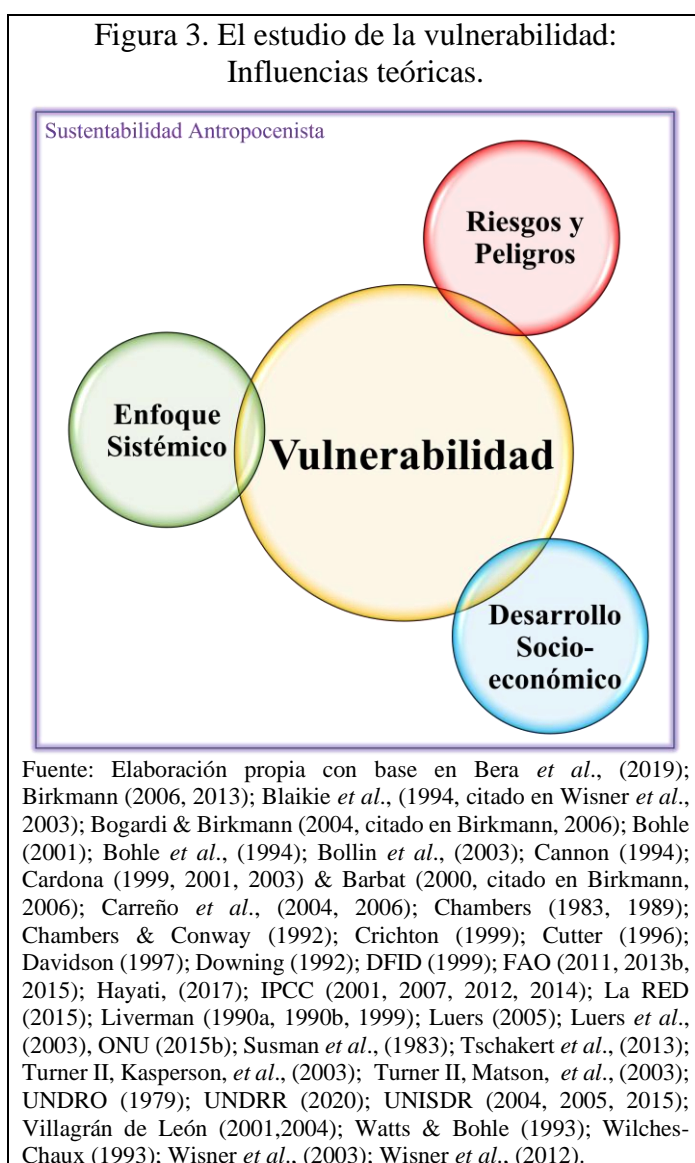 Figura 3. El estudio de la vulnerabilidad:
Influencias teóricas.
Sustentabilidad Antropocenista
Riesgos y
Peligros
Enfoque
Sistémico
Vulnerabilidad
Desarrollo
Socio-
económico
Fuente: Elaboración propia con base en Bera et al., (2019);
Birkmann (2006, 2013); Blaikie et al., (1994, citado en Wisner et al.,
2003); Bogardi & Birkmann (2004, citado en Birkmann, 2006); Bohle
(2001); Bohle et al., (1994); Bollin et al., (2003); Cannon (1994);
Cardona (1999, 2001, 2003) & Barbat (2000, citado en Birkmann,
2006); Carreño et al., (2004, 2006); Chambers (1983, 1989);
Chambers & Conway (1992); Crichton (1999); Cutter (1996);
Davidson (1997); Downing (1992); DFID (1999); FAO (2011, 2013b,
2015); Hayati, (2017); IPCC (2001, 2007, 2012, 2014); La RED
(2015); Liverman (1990a, 1990b, 1999); Luers (2005); Luers et al.,
(2003), ONU (2015b); Susman et al., (1983); Tschakert et al., (2013);
Turner II, Kasperson, et al., (2003); Turner II, Matson, et al., (2003);
UNDRO (1979); UNDRR (2020); UNISDR (2004, 2005, 2015);
Villagrán de León (2001,2004); Watts & Bohle (1993); Wilches-
Chaux (1993); Wisner et al., (2003); Wisner et al., (2012).